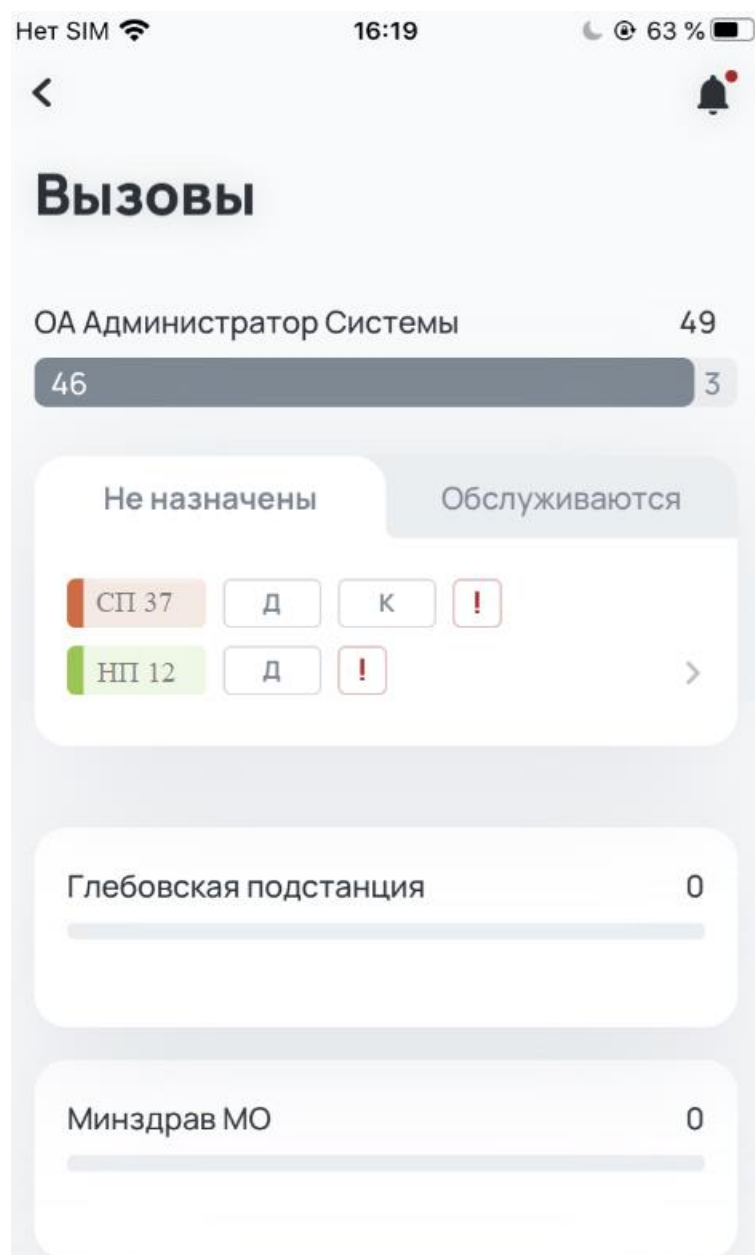 Нет SIM 16:19 63 %
Вызовы
ОА Администратор Системы 49
46 3
Не назначены Обслуживаются
СП 37 Д К !
НП 12 Д !
Глебовская подстанция 0
Минздрав МО 0